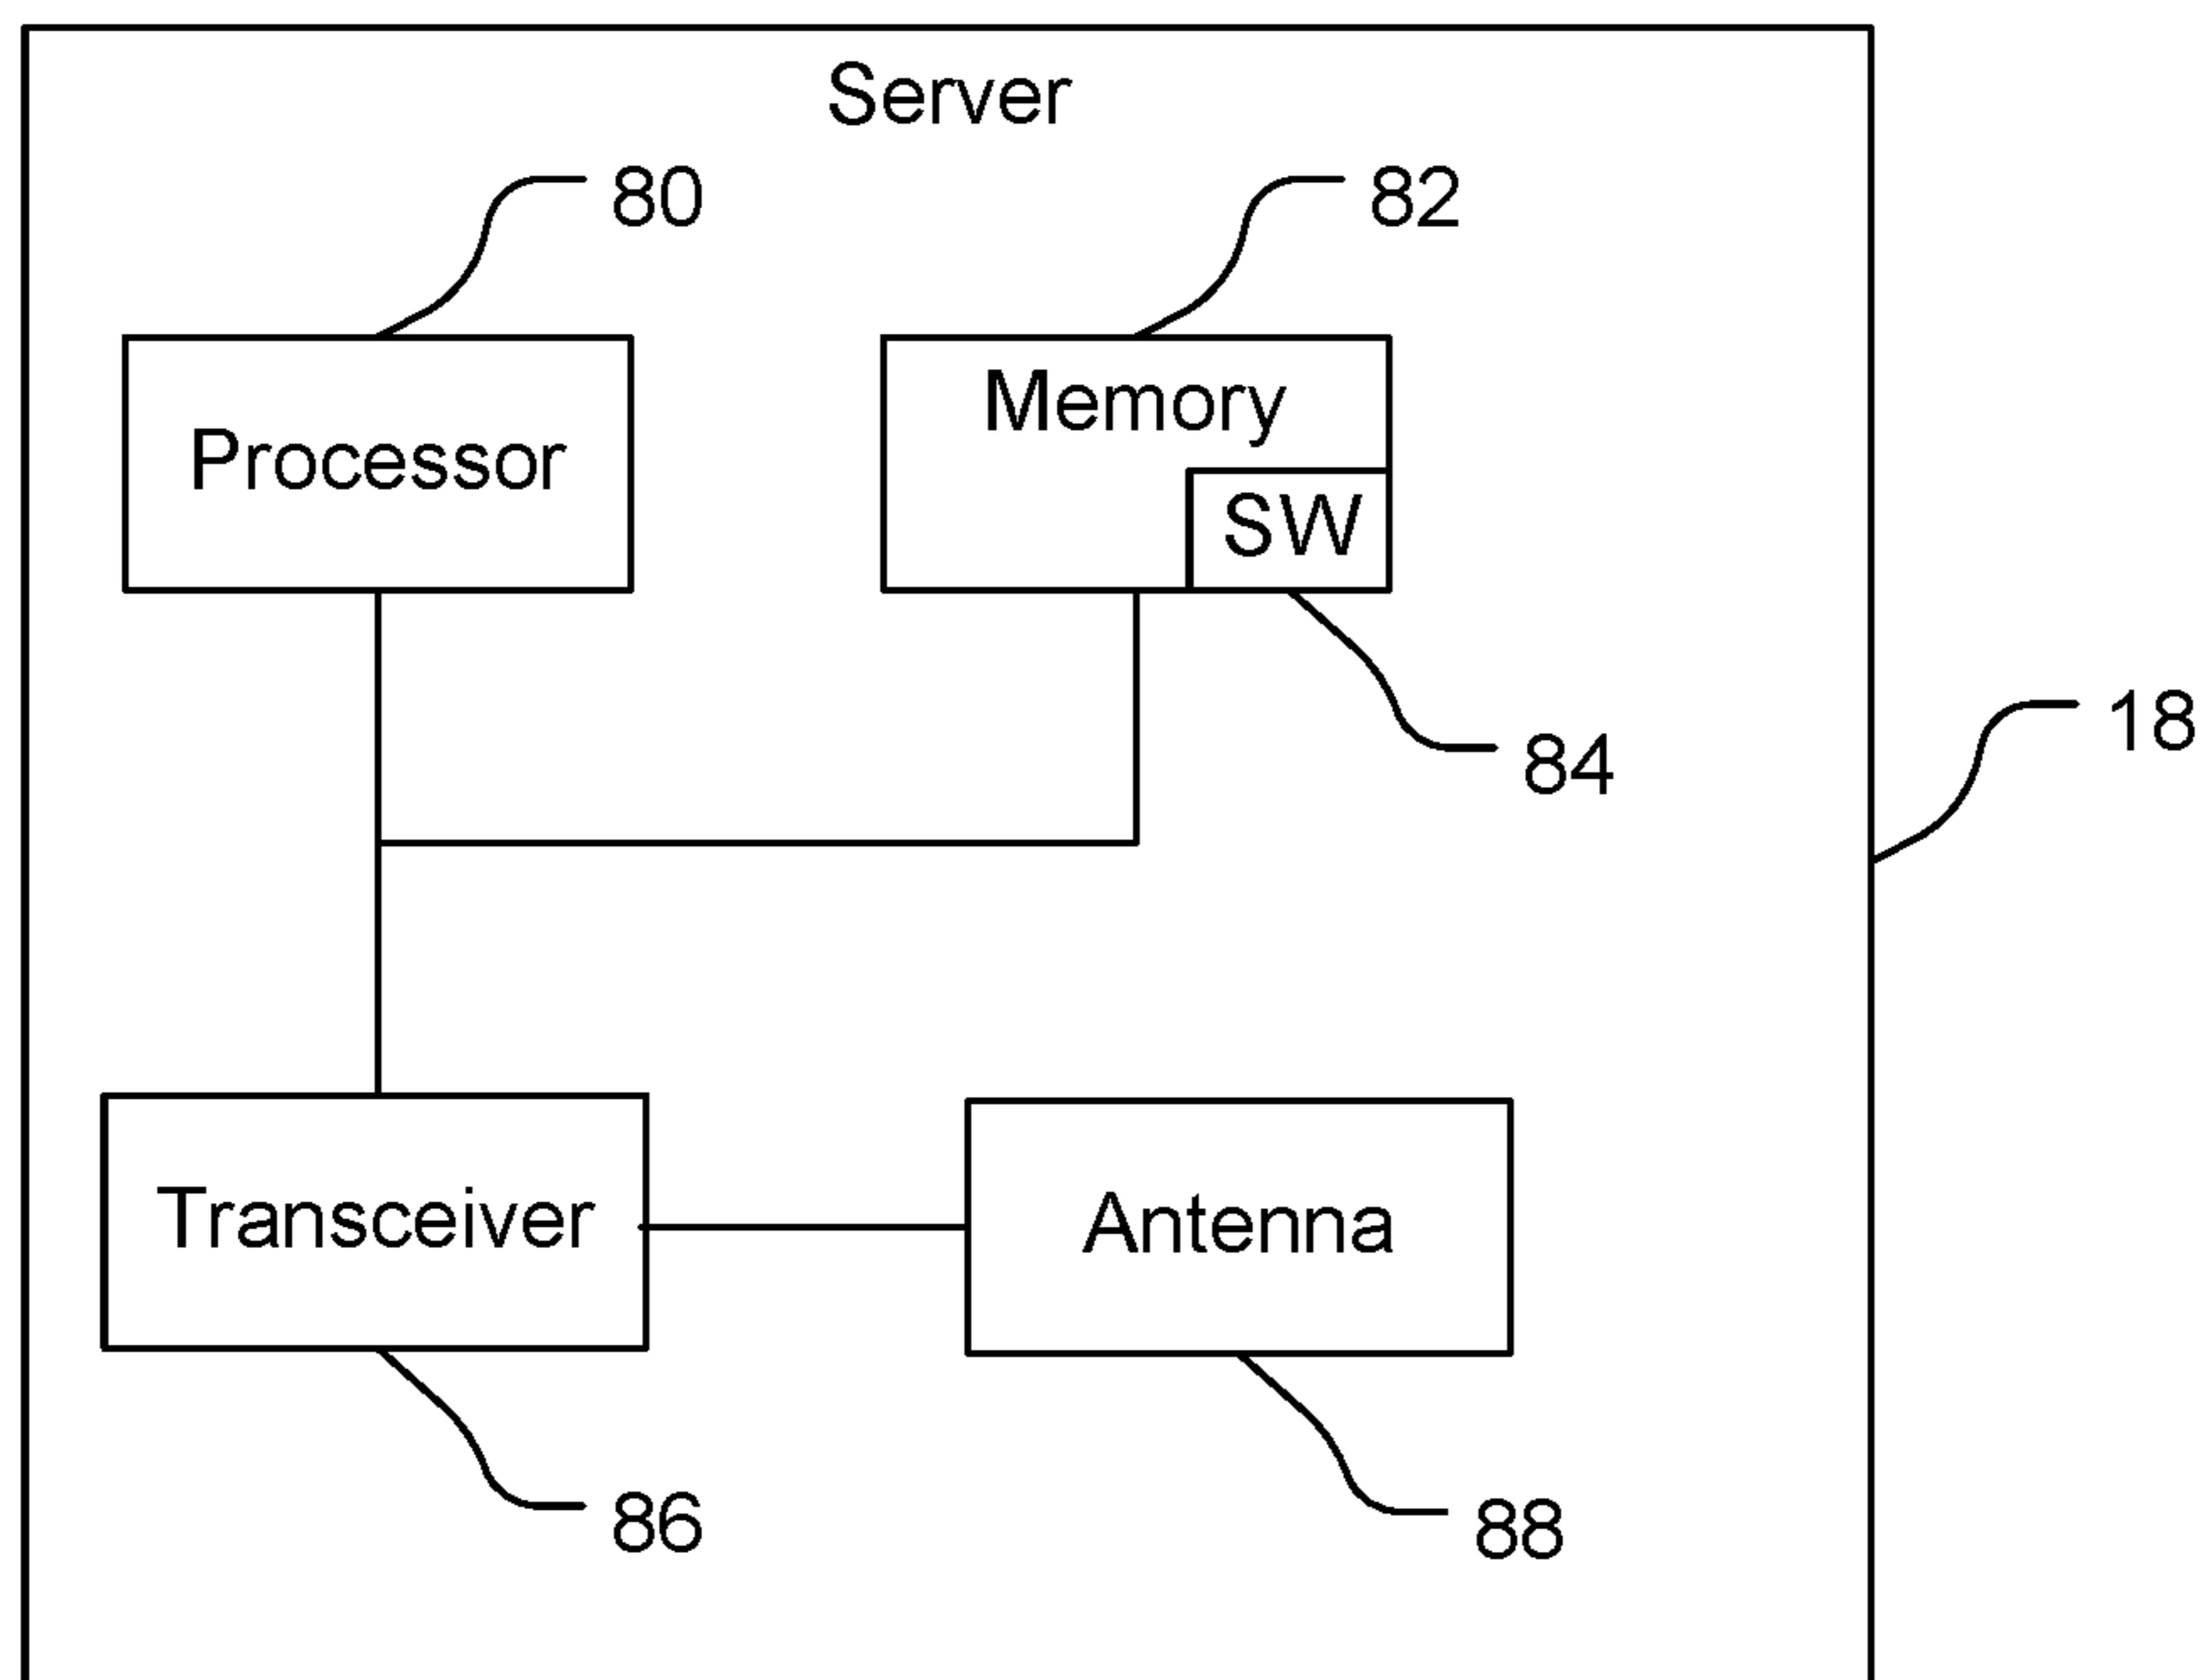 Server
80
82
Processor
Memory
SW
84
18
Transceiver
Antenna
86
88